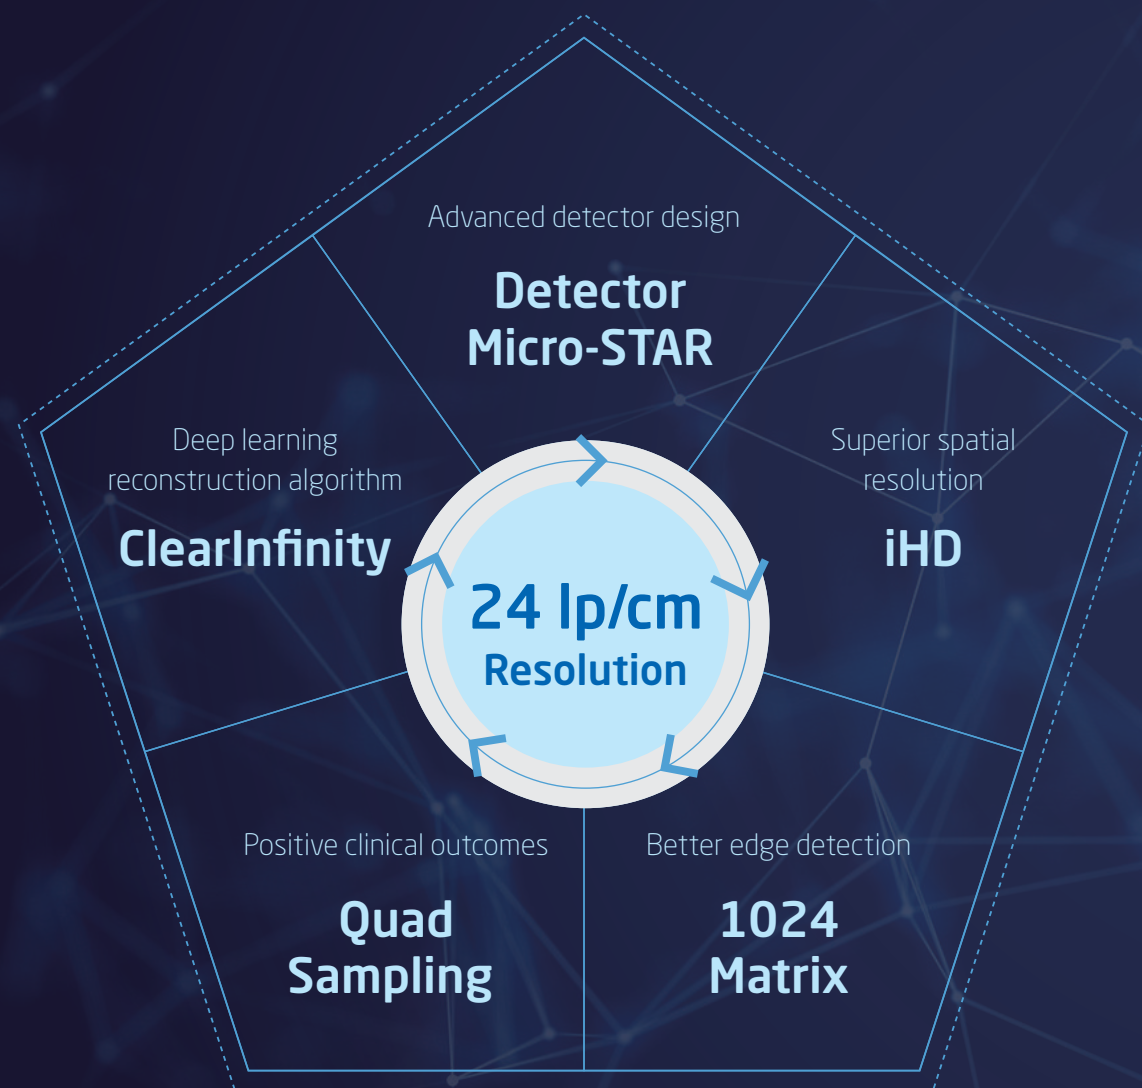 Advanced detector design
Detector
Micro-STAR
Deep learning
reconstruction algorithm
ClearInfinity
Superior spatial
resolution
iHD
24 lp/cm
Resolution
Positive clinical outcomes
Quad
Sampling
Better edge detection
1024
Matrix